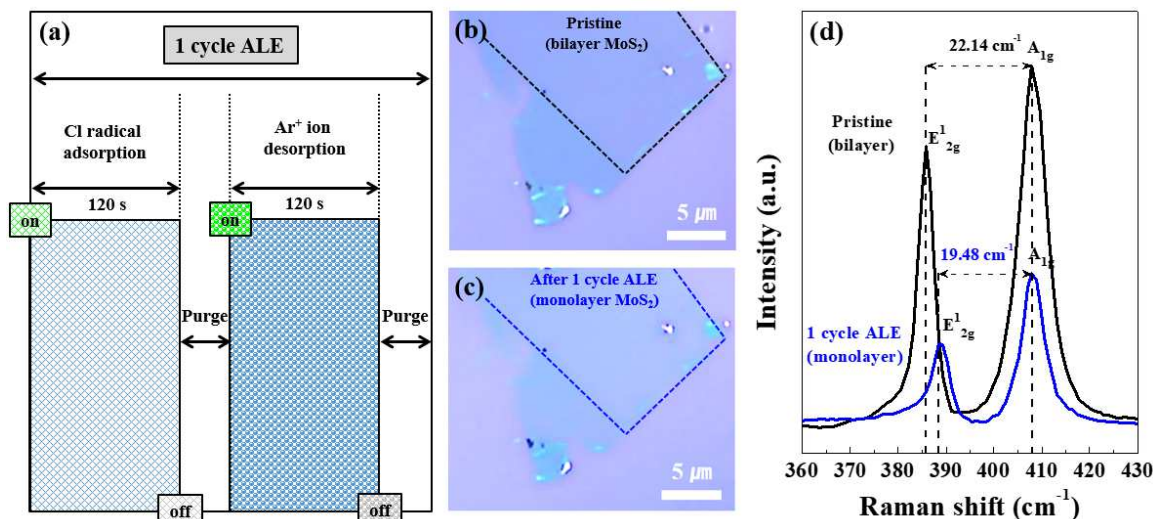 (a)
1 cycle ALE
Cl radical
adsorption
Ar⁺ ion
desorption
120 s
120 s
on
on
Purge
Purge
off
off
(b)
Pristine
(bilayer MoS₂)
5 μm
(c)
After 1 cycle ALE
(monolayer MoS₂)
5 μm
(d)
22.14 cm⁻¹
A₁g
Pristine
(bilayer)
E¹₂g
19.48 cm⁻¹
A₁g
E¹₂g
1 cycle ALE
(monolayer)
Intensity (a.u.)
360 370 380 390 400 410 420 430
Raman shift (cm⁻¹)